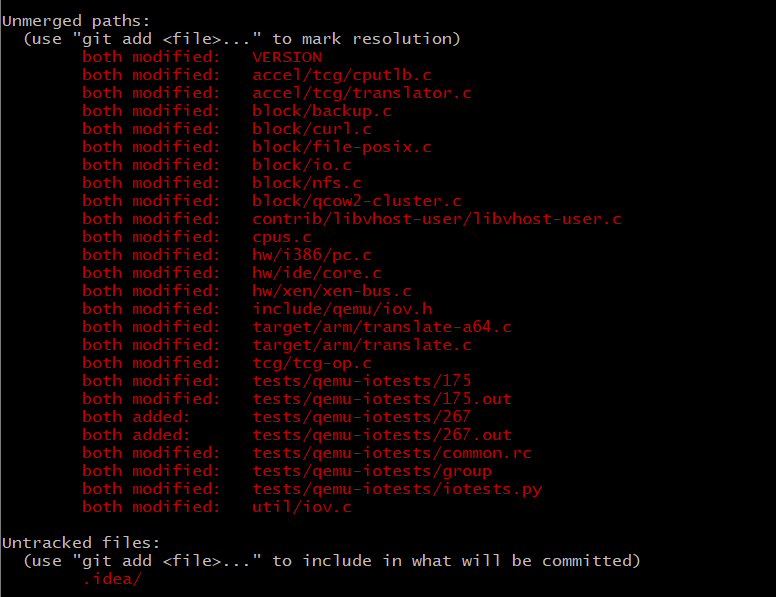 Unmerged paths:
  (use "git add <file>..." to mark resolution)
        both modified:   VERSION
        both modified:   accel/tcg/cputlb.c
        both modified:   accel/tcg/translator.c
        both modified:   block/backup.c
        both modified:   block/curl.c
        both modified:   block/file-posix.c
        both modified:   block/io.c
        both modified:   block/nfs.c
        both modified:   block/qcow2-cluster.c
        both modified:   contrib/libvhost-user/libvhost-user.c
        both modified:   cpus.c
        both modified:   hw/i386/pc.c
        both modified:   hw/ide/core.c
        both modified:   hw/xen/xen-bus.c
        both modified:   include/qemu/iov.h
        both modified:   target/arm/translate-a64.c
        both modified:   target/arm/translate.c
        both modified:   tcg/tcg-op.c
        both modified:   tests/qemu-iotests/175
        both modified:   tests/qemu-iotests/175.out
        both added:      tests/qemu-iotests/267
        both added:      tests/qemu-iotests/267.out
        both modified:   tests/qemu-iotests/common.rc
        both modified:   tests/qemu-iotests/group
        both modified:   tests/qemu-iotests/iotests.py
        both modified:   util/iov.c
Untracked files:
  (use "git add <file>..." to include in what will be committed)
        .idea/